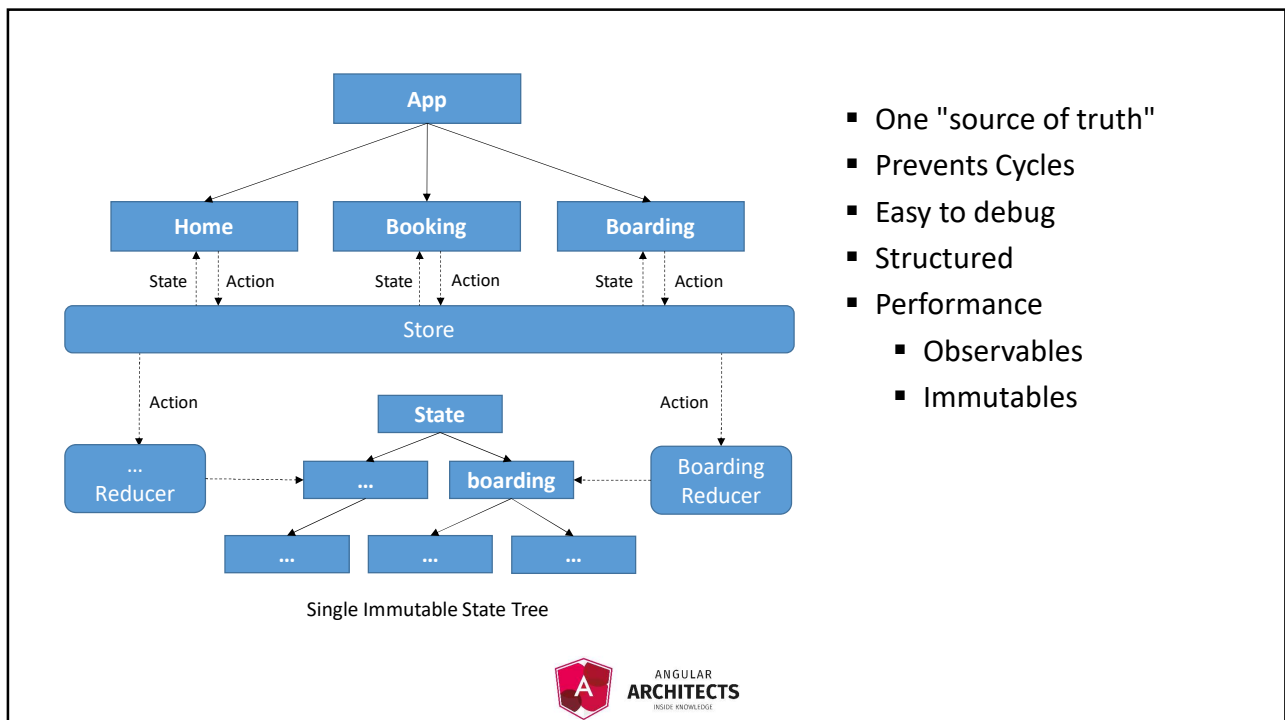 App
Home
Booking
Boarding
State
Action
State
Action
State
Action
Store
Action
Action
State
...
Reducer
...
boarding
Boarding
Reducer
...
...
...
Single Immutable State Tree
▪ One "source of truth"
▪ Prevents Cycles
▪ Easy to debug
▪ Structured
▪ Performance
▪ Observables
▪ Immutables
A
ANGULAR
ARCHITECTS
INSIDE KNOWLEDGE